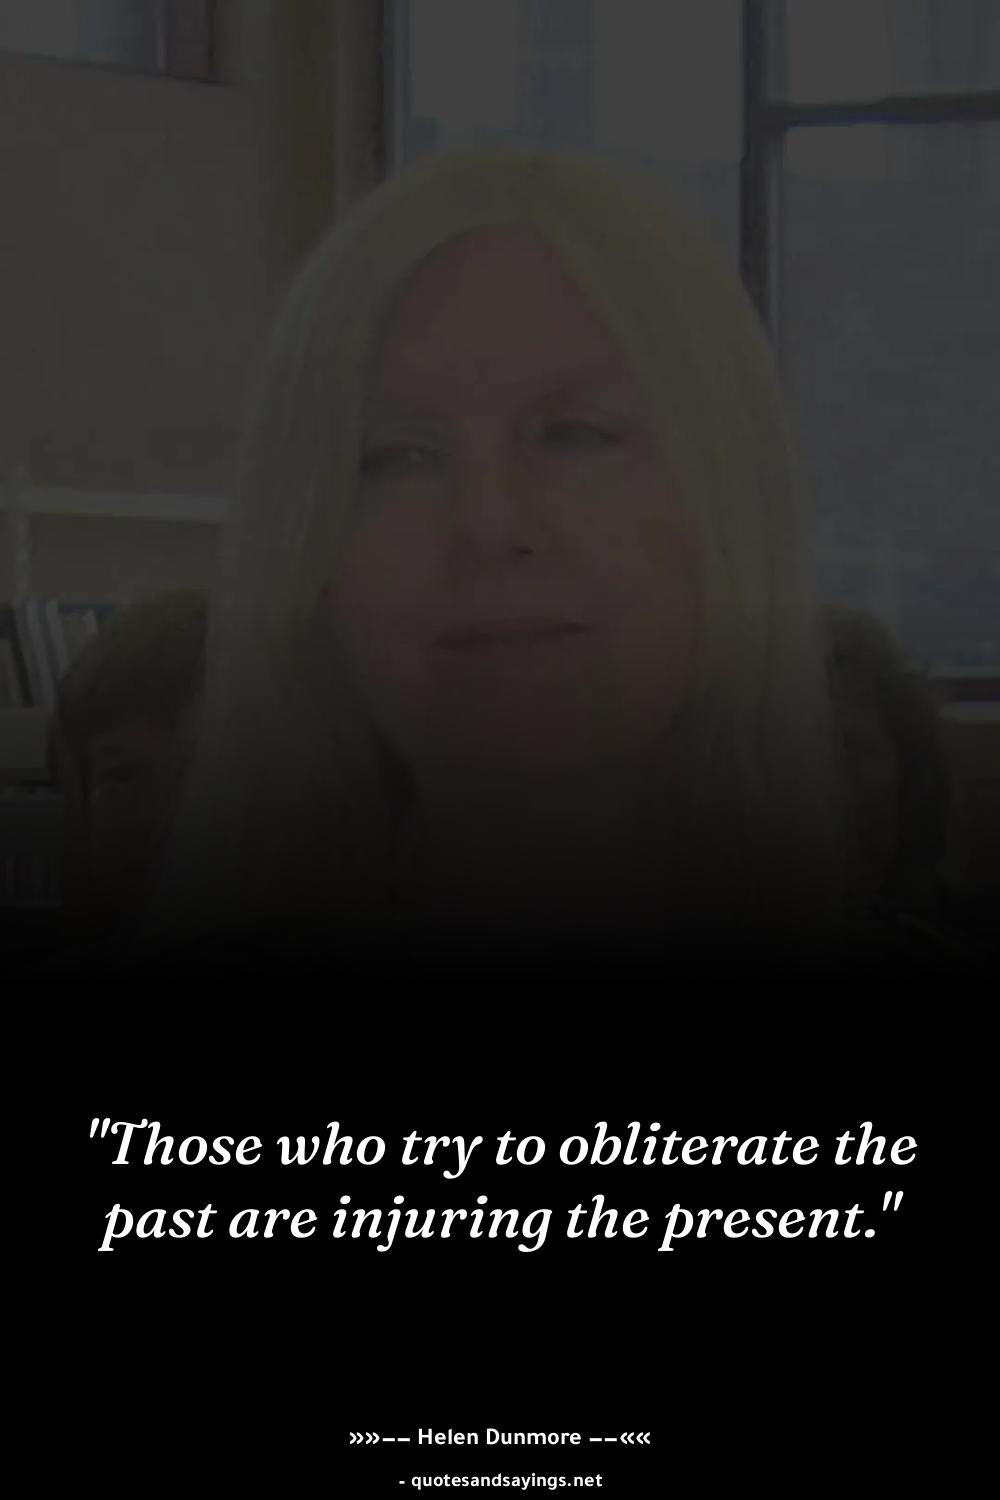 "Those who try to obliterate the
past are injuring the present."
»»−− Helen Dunmore −−««
- quotesandsayings.net